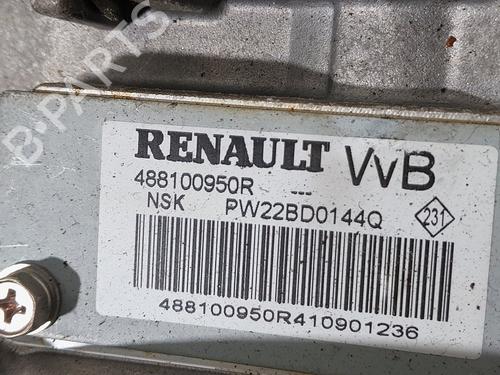 B-PARTS
RENAULT VvB
488100950R ---
NSK PW22BD0144Q 231
488100950R410901236